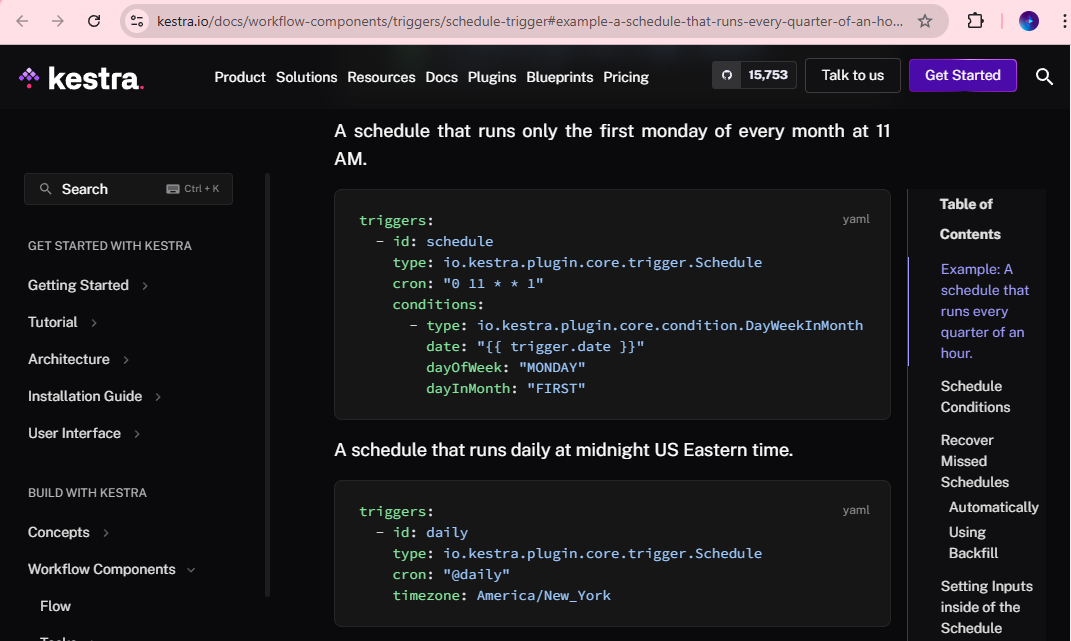 kestra.io/docs/workflow-components/triggers/schedule-trigger#example-a-schedule-that-runs-every-quarter-of-an-ho...
kestra.
Product Solutions Resources Docs Plugins Blueprints Pricing
15,753
Talk to us
Get Started
Search
Ctrl + K
GET STARTED WITH KESTRA
Getting Started
Tutorial
Architecture
Installation Guide
User Interface
BUILD WITH KESTRA
Concepts
Workflow Components
Flow
Tasks
A schedule that runs only the first monday of every month at 11
AM.
yaml
triggers:
  - id: schedule
    type: io.kestra.plugin.core.trigger.Schedule
    cron: "0 11 * * 1"
    conditions:
      - type: io.kestra.plugin.core.condition.DayWeekInMonth
        date: "{{ trigger.date }}"
        dayOfWeek: "MONDAY"
        dayInMonth: "FIRST"
A schedule that runs daily at midnight US Eastern time.
yaml
triggers:
  - id: daily
    type: io.kestra.plugin.core.trigger.Schedule
    cron: "@daily"
    timezone: America/New_York
Table of
Contents
Example: A
schedule that
runs every
quarter of an
hour.
Schedule
Conditions
Recover
Missed
Schedules
Automatically
Using
Backfill
Setting Inputs
inside of the
Schedule